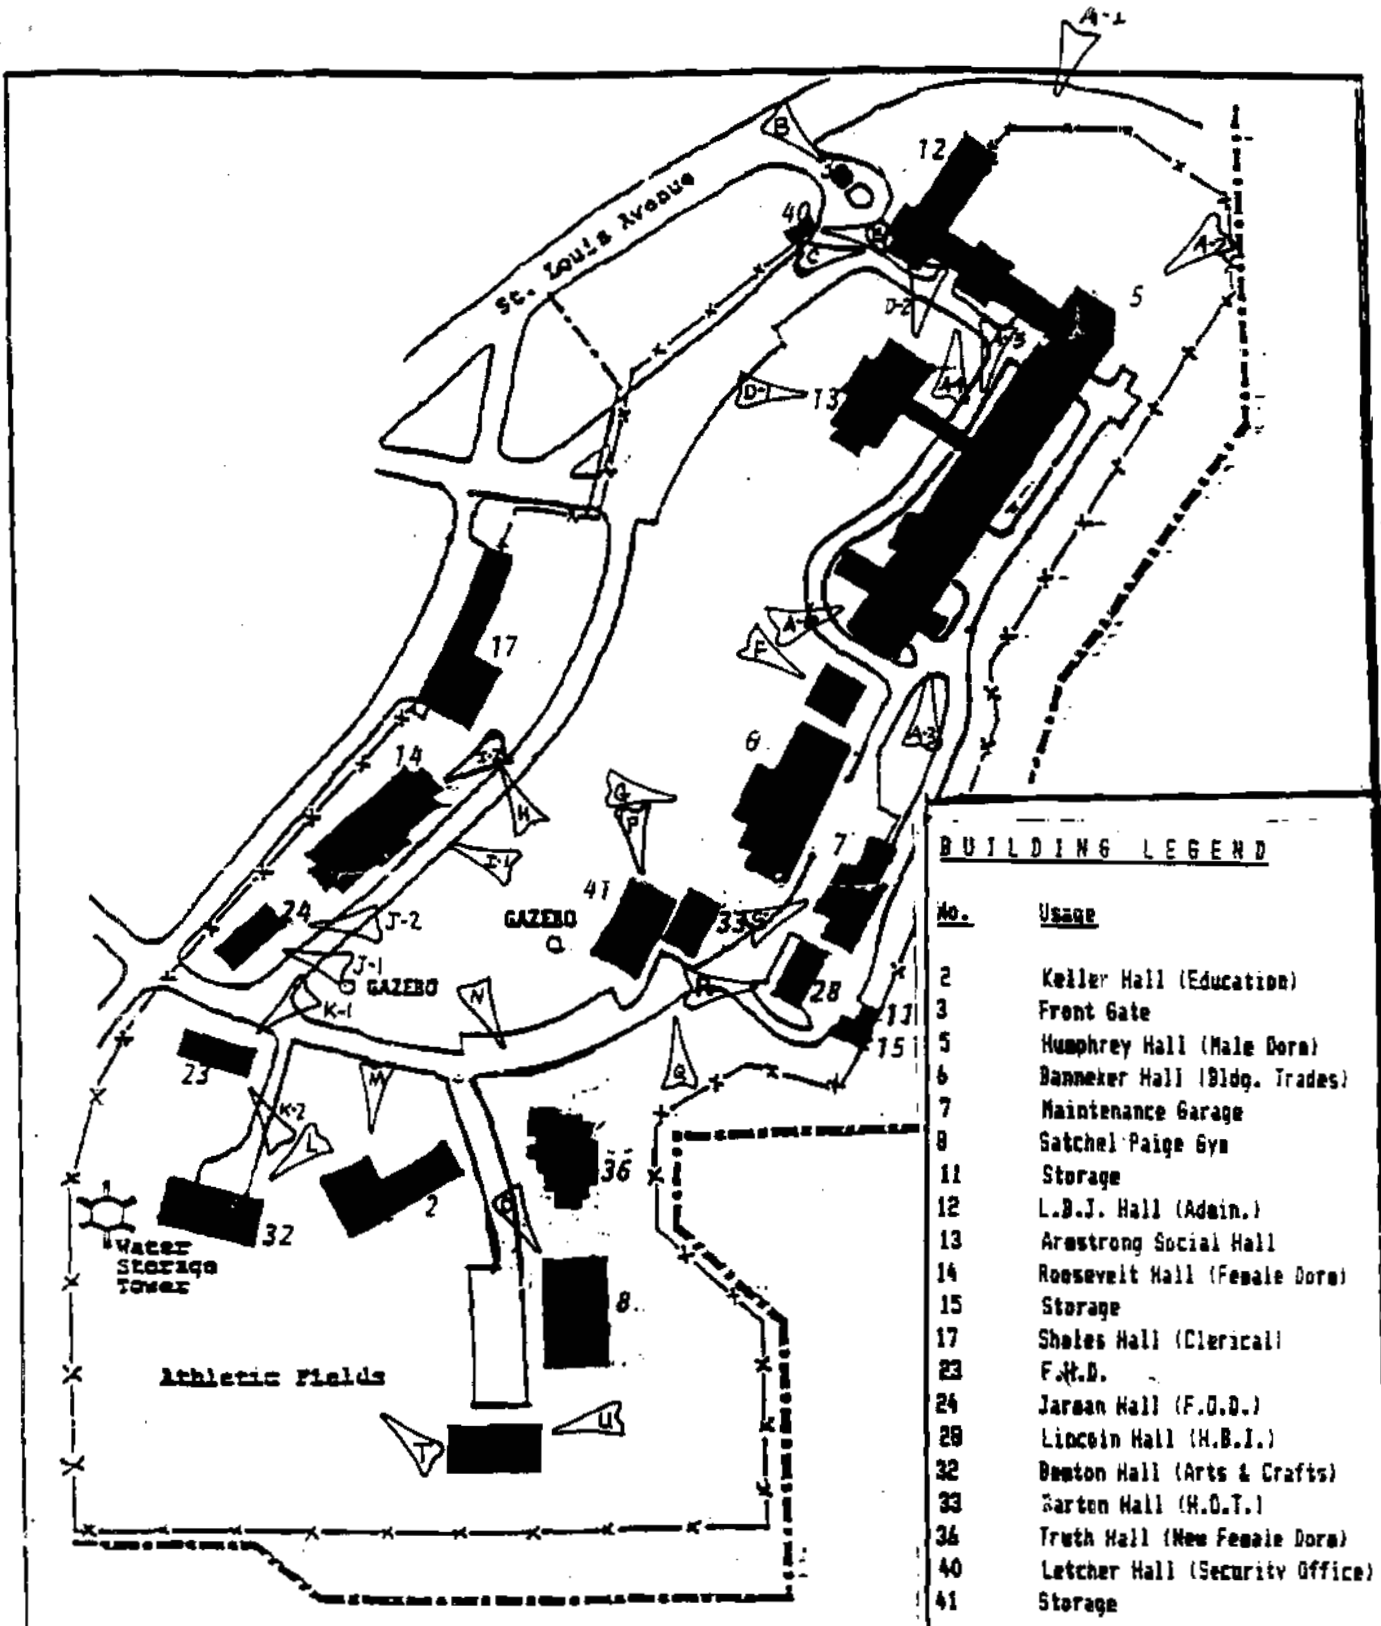 A-1
B
12
St. Louis Avenue
40
B
C
A-2
5
D-2
A-3
A-4
D-1
13
17
A-
F
A-3
6
14
I-2
H
G
P
I-1
7
41
24
J-2
GAZEBO
33
S
J-1
GAZEBO
K-1
N
R
28
11
15
23
M
Q
K-2
L
36
2
O
32
Water
Storage
Tower
8
Athletic Fields
T
U
BUILDING LEGEND
No. Usage
2 Keller Hall (Education)
3 Front Gate
5 Humphrey Hall (Male Dorm)
6 Banneker Hall (Bldg. Trades)
7 Maintenance Garage
8 Satchel Paige Gym
11 Storage
12 L.B.J. Hall (Admin.)
13 Armstrong Social Hall
14 Roosevelt Hall (Female Dorm)
15 Storage
17 Hall (Clerical)
23 F.H.D.
24 Jarman Hall (F.O.D.)
28 Lincoln Hall (H.B.I.)
32 Benton Hall (Arts & Crafts)
33 Barton Hall (H.O.T.)
36 Truth Hall (New Female Dorm)
40 Letcher Hall (Security Office)
41 Storage